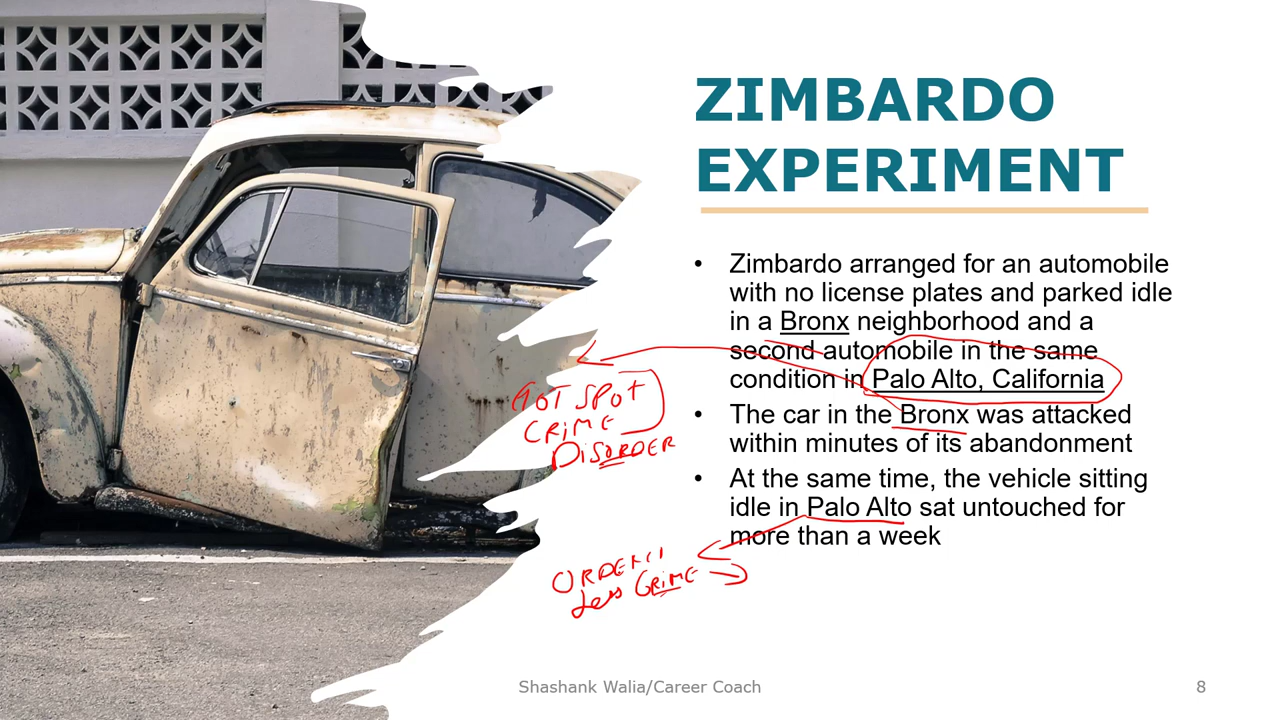 ZIMBARDO
EXPERIMENT
• Zimbardo arranged for an automobile
with no license plates and parked idle
in a Bronx neighborhood and a
second automobile in the same
condition in Palo Alto, California
• The car in the Bronx was attacked
within minutes of its abandonment
• At the same time, the vehicle sitting
idle in Palo Alto sat untouched for
more than a week
HOT SPOT
CRIME
DISORDER
Less CRIME
Shashank Walia/Career Coach
8